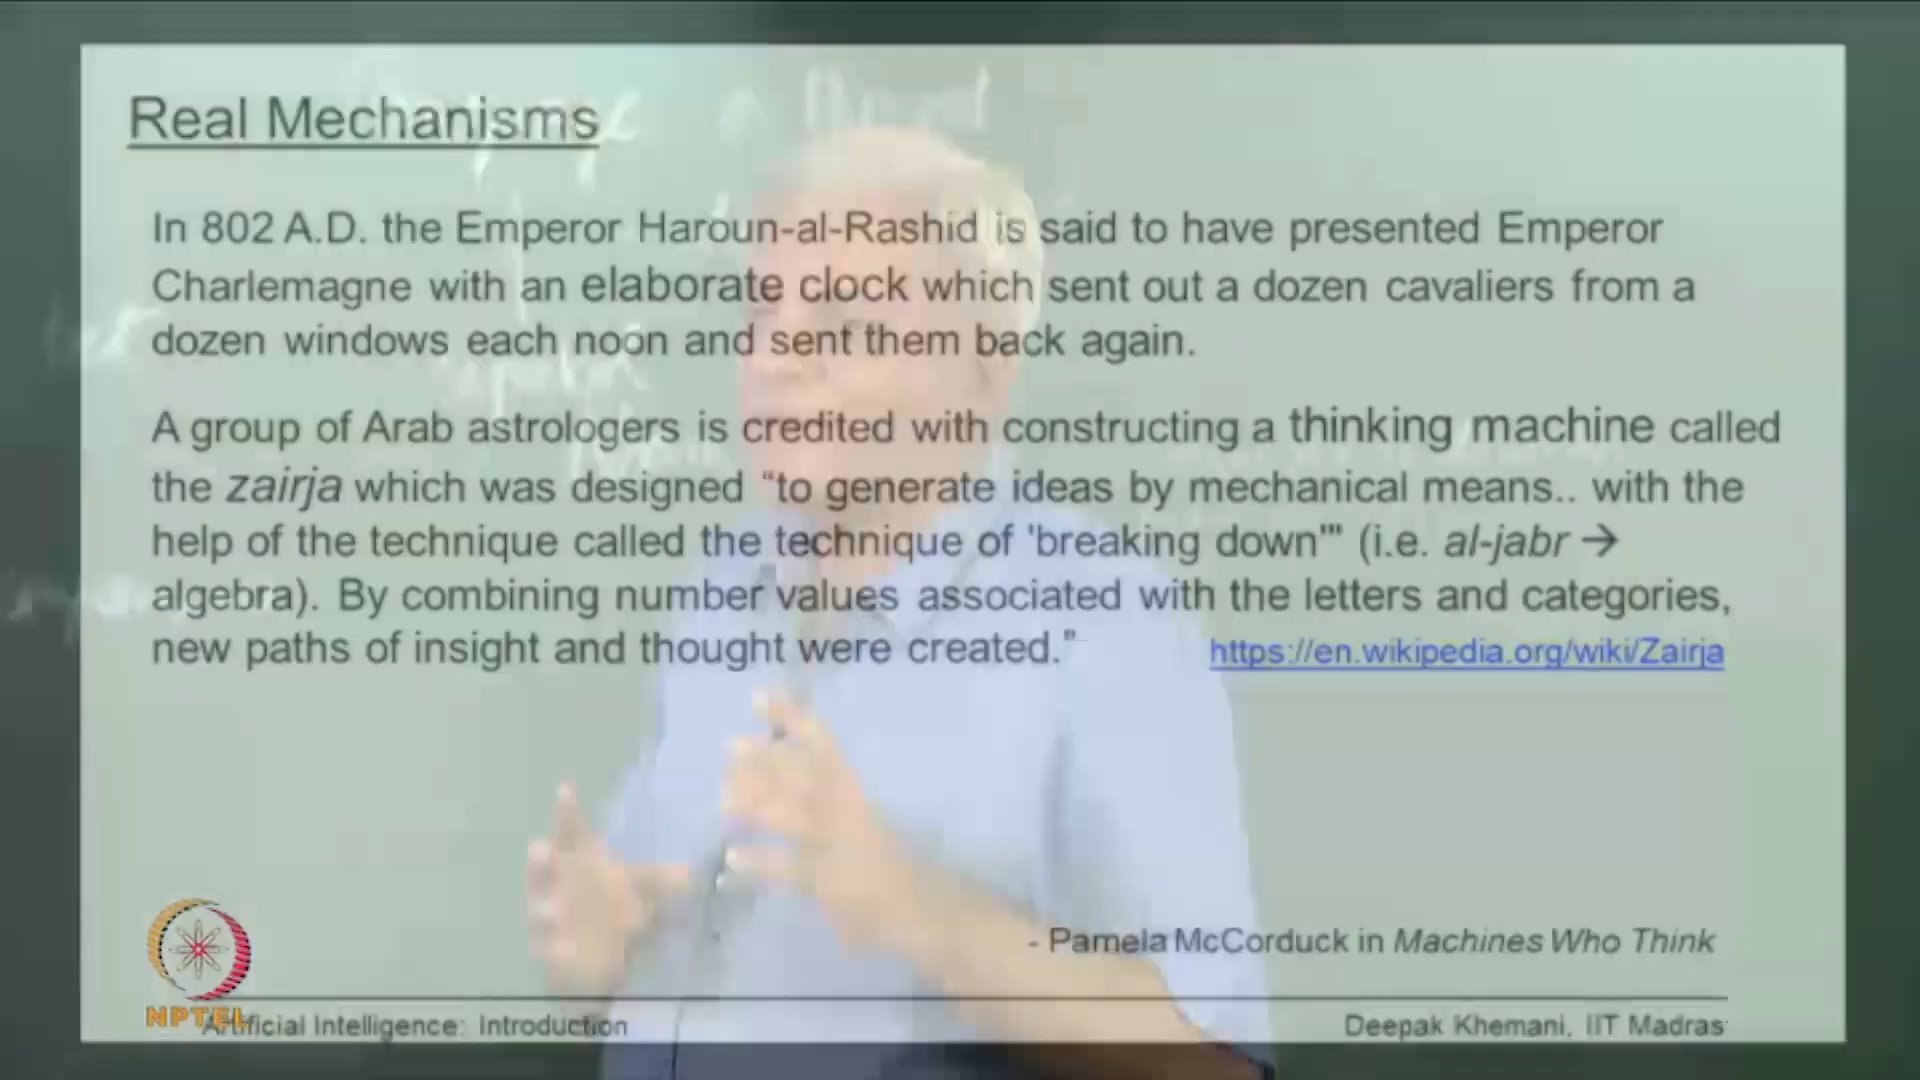 Real Mechanisms
In 802 A.D. the Emperor Haroun-al-Rashid is said to have presented Emperor
Charlemagne with an elaborate clock which sent out a dozen cavaliers from a
dozen windows each noon and sent them back again.
A group of Arab astrologers is credited with constructing a thinking machine called
the zairja which was designed “to generate ideas by mechanical means.. with the
help of the technique called the technique of 'breaking down'" (i.e. al-jabr →
algebra). By combining number values associated with the letters and categories,
new paths of insight and thought were created.”
https://en.wikipedia.org/wiki/Zairja
- Pamela McCorduck in Machines Who Think
NPTEL
Artificial Intelligence: Introduction
Deepak Khemani, IIT Madras